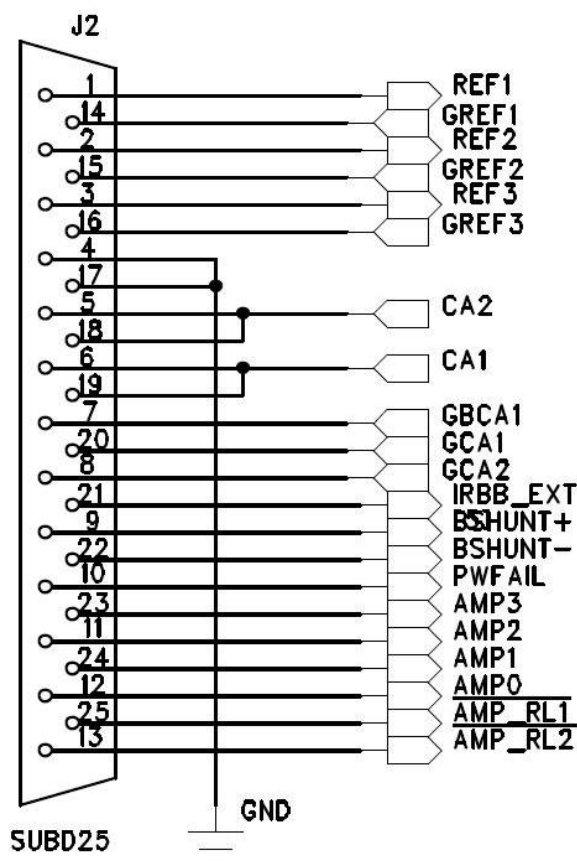 J2
1 REF1
14 GREF1
2 REF2
15 GREF2
3 REF3
16 GREF3
4
17
5 CA2
18
6 CA1
19
7 GBCA1
20 GCA1
8 GCA2
21 IRBB_EXT
9 BSHUNT+
22 BSHUNT-
10 PWFAIL
23 AMP3
11 AMP2
24 AMP1
12 AMP0
25 AMP_RL1
13 AMP_RL2
GND
SUBD25